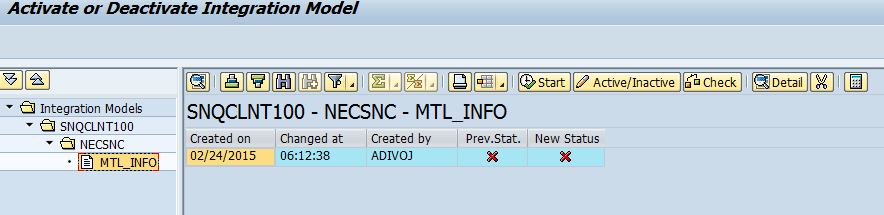 Activate or Deactivate Integration Model
Start Active/Inactive Check Detail
Integration Models
SNQCLNT100
NECSNC
MTL_INFO
SNQCLNT100 - NECSNC - MTL_INFO
Created on Changed at Created by Prev.Stat. New Status
02/24/2015 06:12:38 ADIVOJ